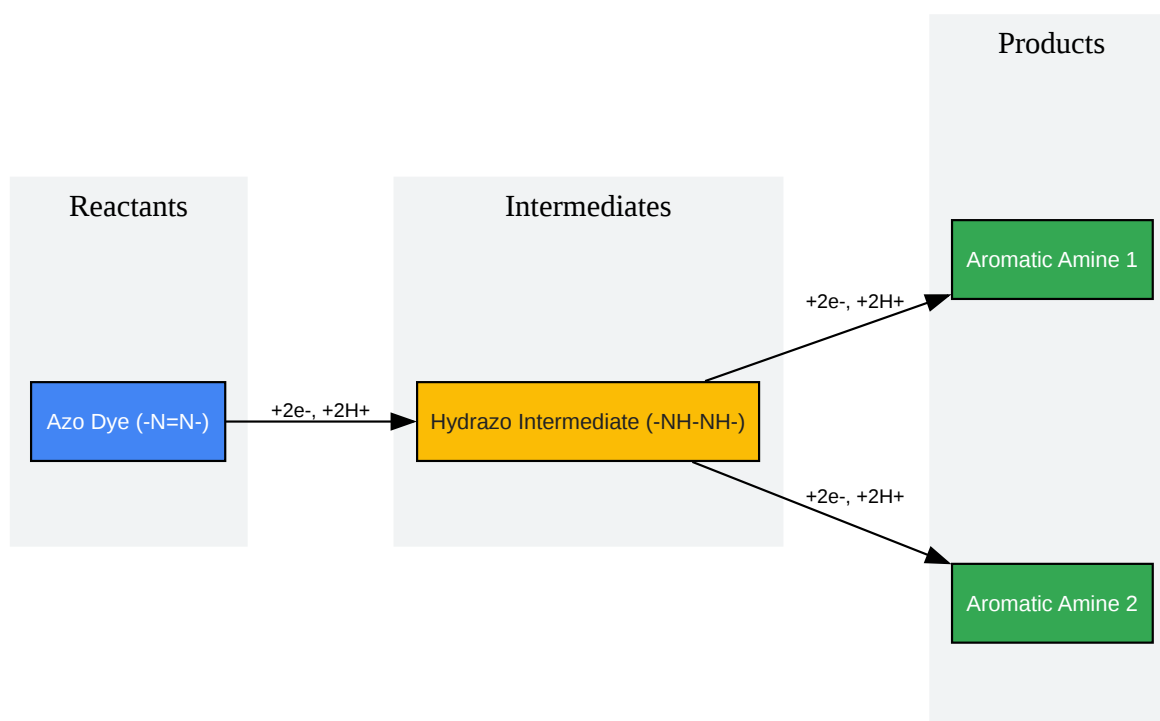 Products
Reactants
Intermediates
Aromatic Amine 1
+2e-, +2H+
Azo Dye (-N=N-)
+2e-, +2H+
Hydrazo Intermediate (-NH-NH-)
+2e-, +2H+
Aromatic Amine 2